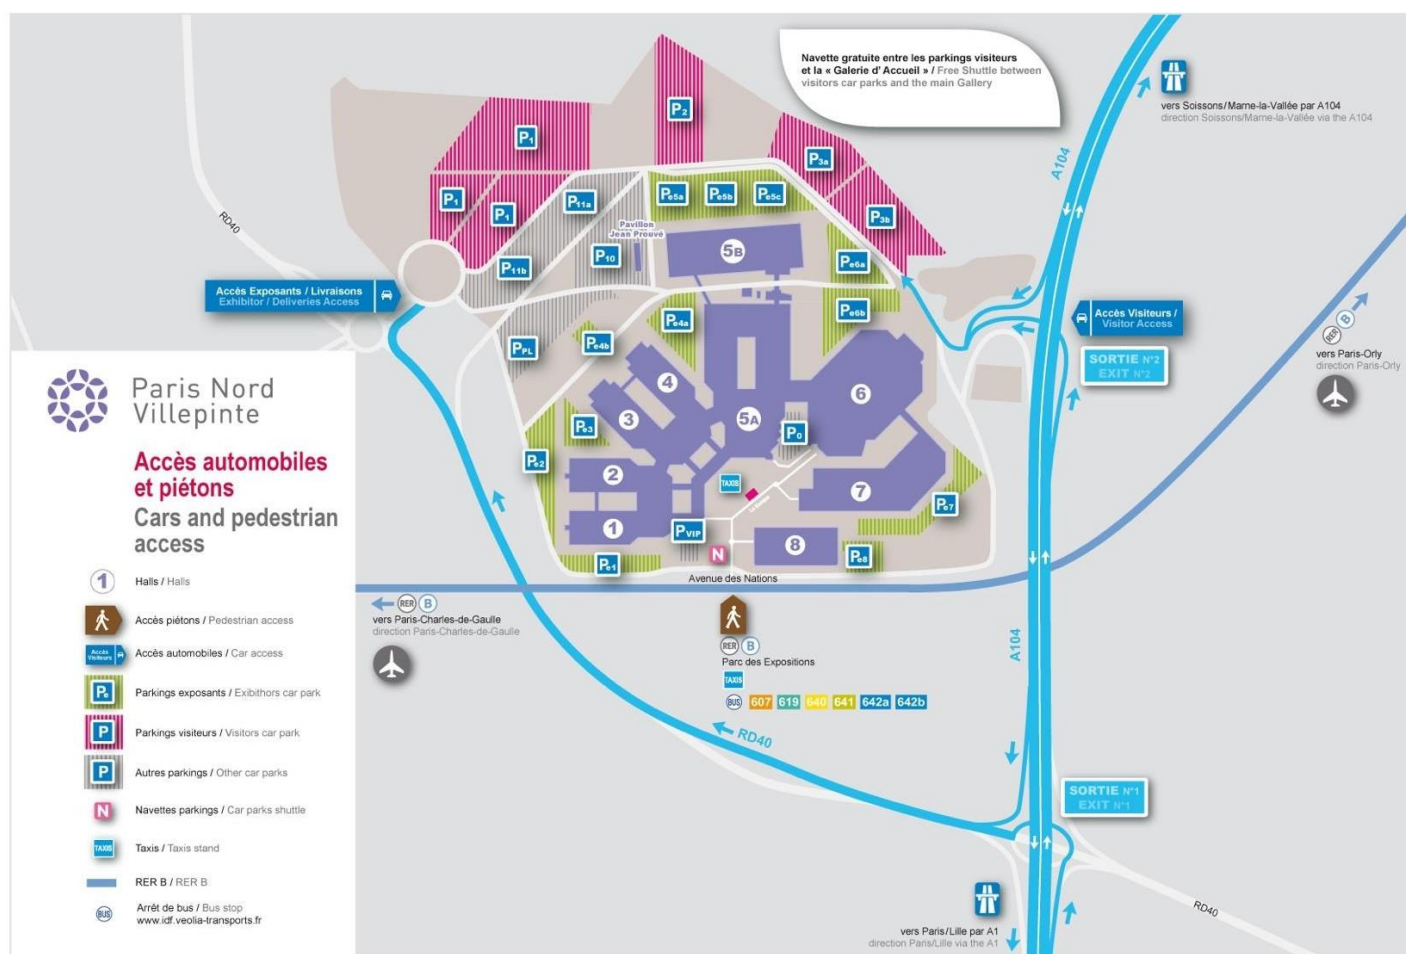 Navette gratuite entre les parkings visiteurs
et la « Galerie d' Accueil » / Free Shuttle between
visitors car parks and the main Gallery
vers Soissons/Marne-la-Vallée par A104
direction Soissons/Marne-la-Vallée via the A104
A104
RD40
P1
P1
P1
P2
P3a
P3b
P11a
P11b
P10
PPL
Pavillon
Jean Prouvé
Pe5a
Pe5b
Pe5c
5B
Pe6a
Pe6b
Pe4a
Pe4b
Pe3
Pe2
4
3
2
1
5A
6
P0
7
8
TAXIS
PVIP
N
Pe1
Pe7
Pe8
Avenue des Nations
Accès Exposants / Livraisons
Exhibitor / Deliveries Access
Accès Visiteurs /
Visitor Access
SORTIE N°2
EXIT N°2
RER B
vers Paris-Orly
direction Paris-Orly
RER B
vers Paris-Charles-de-Gaulle
direction Paris-Charles-de-Gaulle
RER B
Parc des Expositions
TAXIS
BUS 607 619 640 641 642a 642b
RD40
A104
SORTIE N°1
EXIT N°1
RD40
vers Paris/Lille par A1
direction Paris/Lille via the A1
Paris Nord
Villepinte
Accès automobiles
et piétons
Cars and pedestrian
access
1 Halls / Halls
Accès piétons / Pedestrian access
Accès Visiteurs Accès automobiles / Car access
Pe Parkings exposants / Exibithors car park
P Parkings visiteurs / Visitors car park
P Autres parkings / Other car parks
N Navettes parkings / Car parks shuttle
TAXIS Taxis / Taxis stand
RER B / RER B
BUS Arrêt de bus / Bus stop
www.idf.veolia-transports.fr